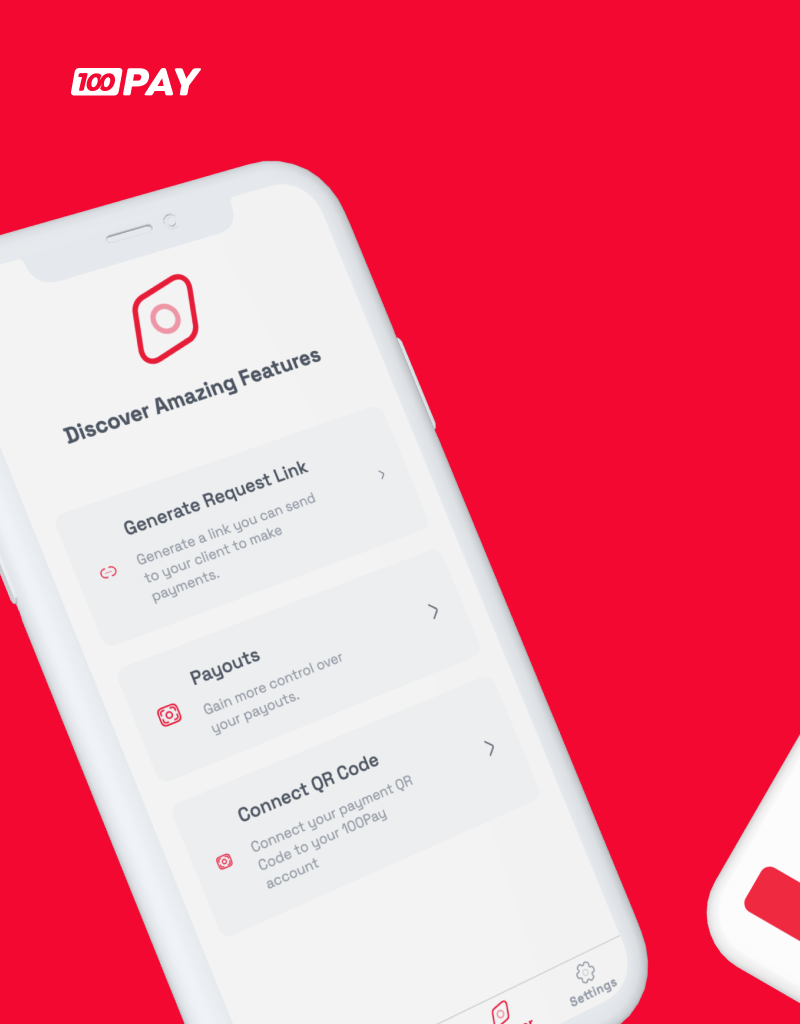 100PAY
Discover Amazing Features
Generate Request Link
Generate a link you can send
to your client to make
payments.
Payouts
Gain more control over
your payouts.
Connect QR Code
Connect your payment QR
Code to your 100Pay
account
Settings